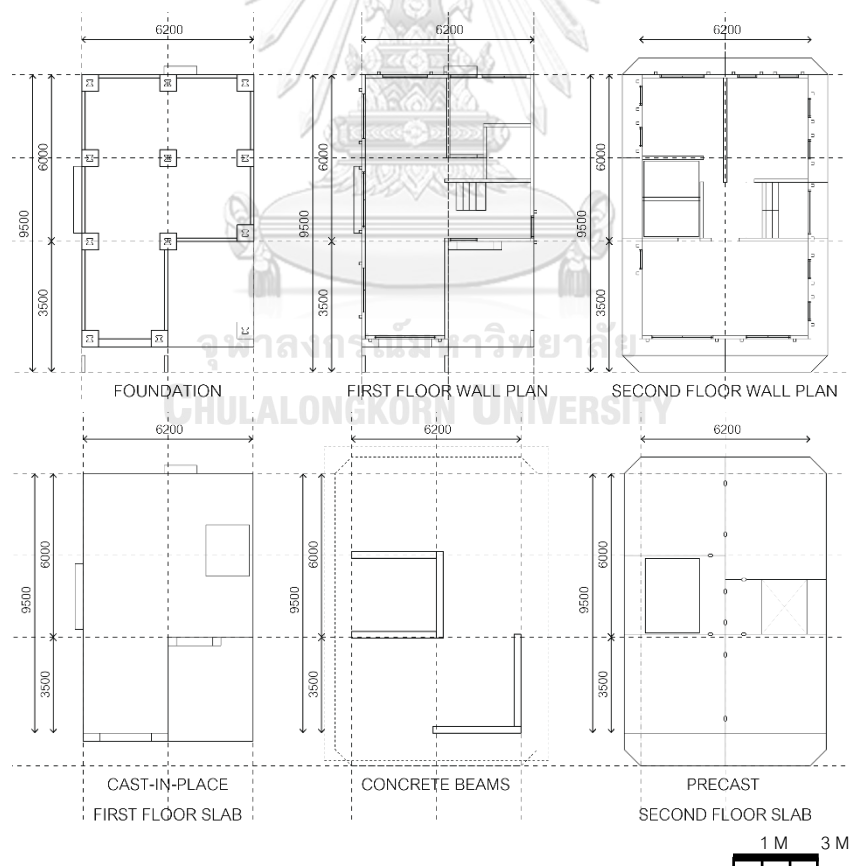 6200 6200 6200
6000 6000 6000
9500 9500 9500
3500 3500 3500
จุฬาลงกรณ์มหาวิทยาลัย
FOUNDATION FIRST FLOOR WALL PLAN SECOND FLOOR WALL PLAN
CHULALONGKORN UNIVERSITY
6200 6200 6200
6000 6000 6000
9500 9500 9500
3500 3500 3500
CAST-IN-PLACE CONCRETE BEAMS PRECAST
FIRST FLOOR SLAB SECOND FLOOR SLAB
1 M 3 M